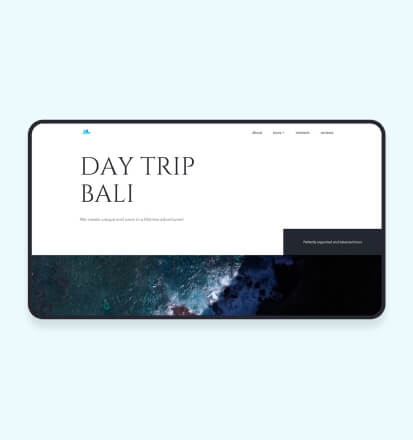 about tours contacts reviews
DAY TRIP
BALI
We create unique and once in a lifetime adventures!
Perfectly organized and balanced tours